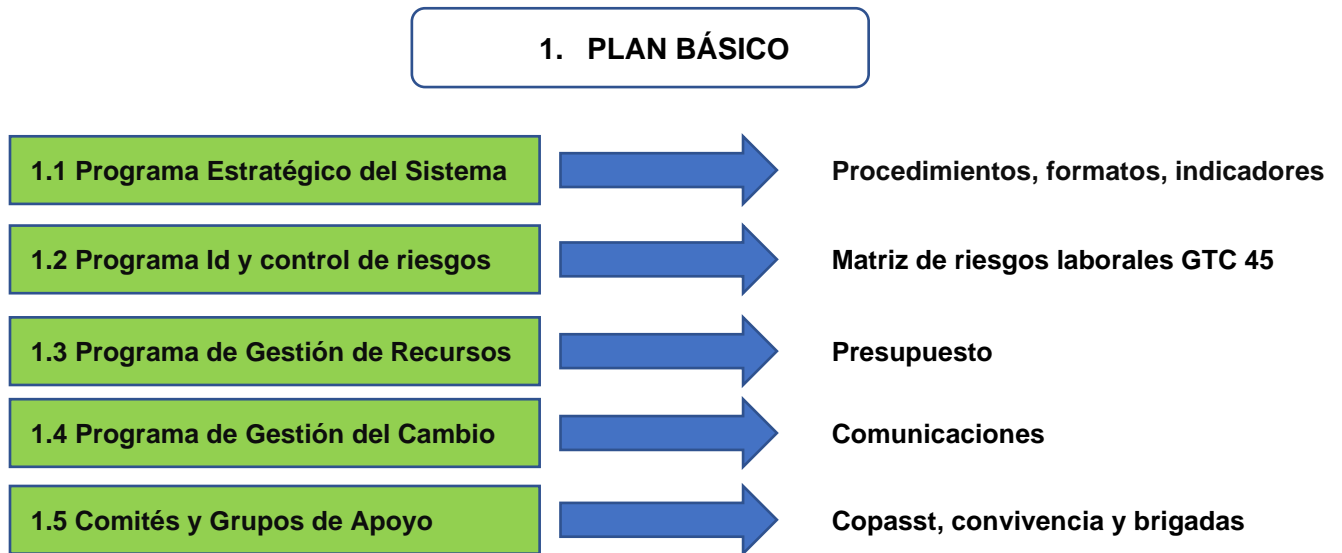 1. PLAN BÁSICO
1.1 Programa Estratégico del Sistema
Procedimientos, formatos, indicadores
1.2 Programa Id y control de riesgos
Matriz de riesgos laborales GTC 45
1.3 Programa de Gestión de Recursos
Presupuesto
1.4 Programa de Gestión del Cambio
Comunicaciones
1.5 Comités y Grupos de Apoyo
Copasst, convivencia y brigadas